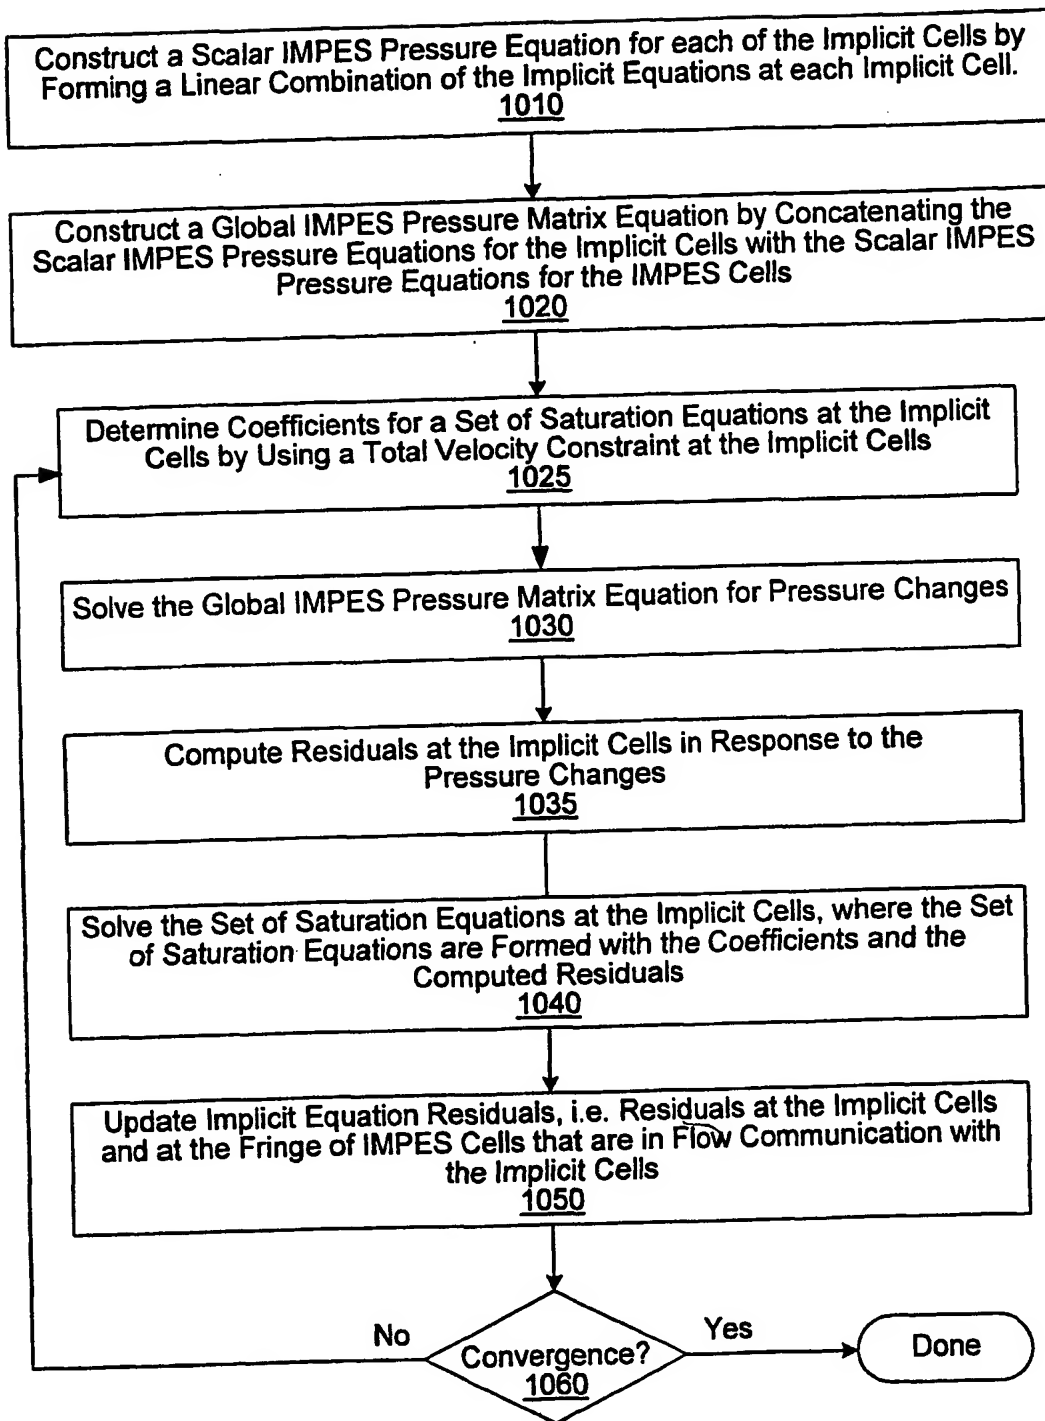 Construct a Scalar IMPES Pressure Equation for each of the Implicit Cells by
Forming a Linear Combination of the Implicit Equations at each Implicit Cell.
1010
Construct a Global IMPES Pressure Matrix Equation by Concatenating the
Scalar IMPES Pressure Equations for the Implicit Cells with the Scalar IMPES
Pressure Equations for the IMPES Cells
1020
Determine Coefficients for a Set of Saturation Equations at the Implicit
Cells by Using a Total Velocity Constraint at the Implicit Cells
1025
Solve the Global IMPES Pressure Matrix Equation for Pressure Changes
1030
Compute Residuals at the Implicit Cells in Response to the
Pressure Changes
1035
Solve the Set of Saturation Equations at the Implicit Cells, where the Set
of Saturation Equations are Formed with the Coefficients and the
Computed Residuals
1040
Update Implicit Equation Residuals, i.e. Residuals at the Implicit Cells
and at the Fringe of IMPES Cells that are in Flow Communication with
the Implicit Cells
1050
No
Yes
Convergence?
1060
Done